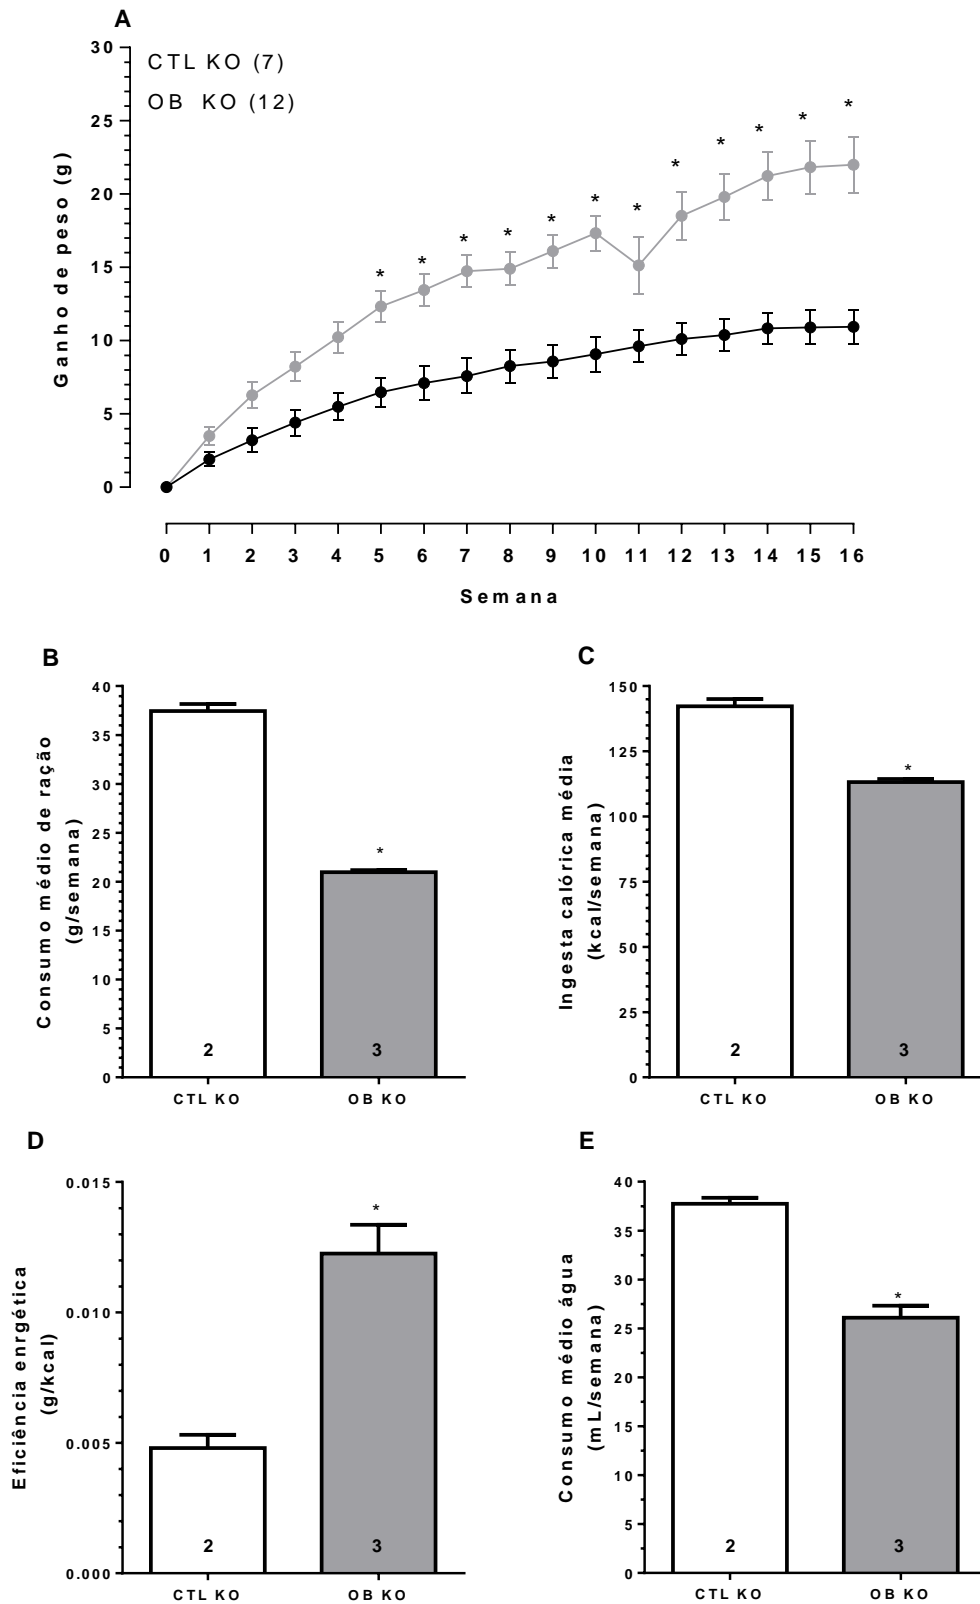 A
30
CTL KO (7)
OB KO (12)
25
20
15
10
5
0
Ganho de peso (g)
* * * * * * * * * * * *
0 1 2 3 4 5 6 7 8 9 10 11 12 13 14 15 16
Semana
B
40
35
30
25
20
15
10
5
0
Consumo médio de ração
(g/semana)
*
2 3
CTL KO OB KO
C
150
125
100
75
50
25
0
Ingesta calórica média
(kcal/semana)
*
2 3
CTL KO OB KO
D
0.015
0.010
0.005
0.000
Eficiência enrgética
(g/kcal)
*
2 3
CTL KO OB KO
E
40
35
30
25
20
15
10
5
0
Consumo médio água
(mL/semana)
*
2 3
CTL KO OB KO